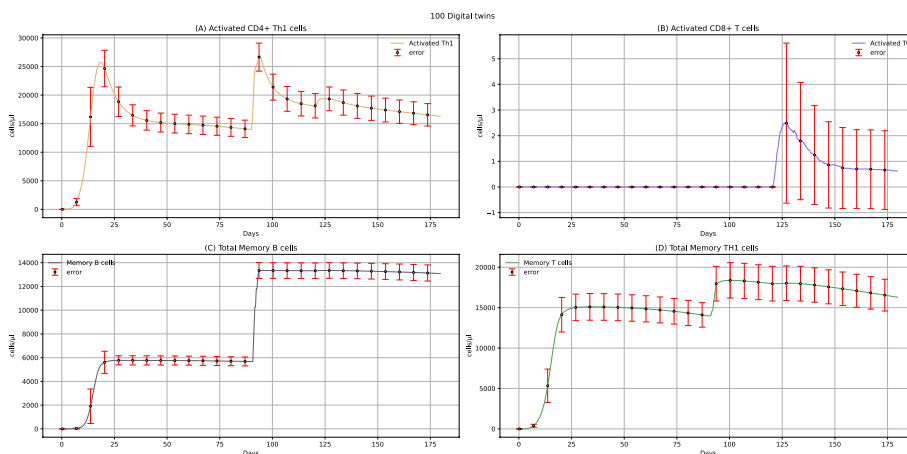 100 Digital twins
(A) Activated CD4+ Th1 cells
30000
25000
20000
15000
10000
5000
0
cells/μl
Activated Th1
error
0 25 50 75 100 125 150 175
Days
(B) Activated CD8+ T cells
5
4
3
2
1
0
−1
cells/μl
Activated
error
0 25 50 75 100 125 150 175
Days
(C) Total Memory B cells
14000
12000
10000
8000
6000
4000
2000
0
cells/μl
Memory B cells
error
0 25 50 75 100 125 150 175
(D) Total Memory TH1 cells
20000
15000
10000
5000
0
cells/μl
Memory T cells
error
0 25 50 75 100 125 150 175